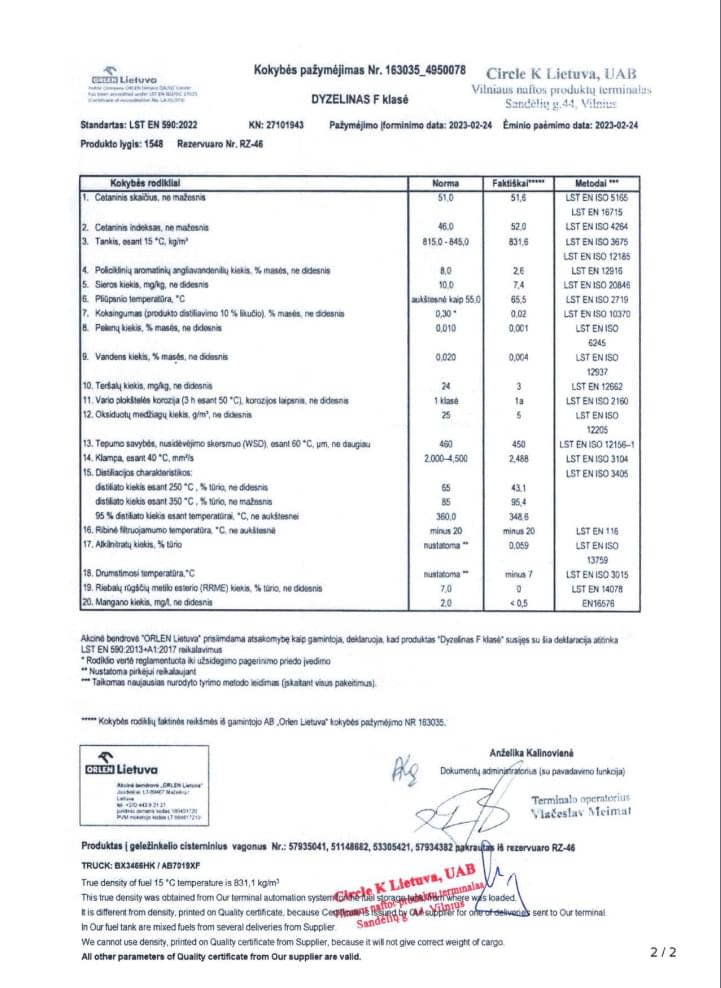 ORLEN Lietuva
Public Company ORLEN Lietuva QA/QC Center
has been accredited under LST EN ISO/IEC 17025
Kokybės pažymėjimas Nr. 163035_4950078
DYZELINAS F klasė
Circle K Lietuva, UAB
Vilniaus naftos produktų terminalas
Sandėlių g.44, Vilnius
Standartas: LST EN 590:2022 KN: 27101943 Pažymėjimo įforminimo data: 2023-02-24 Ėminio paėmimo data: 2023-02-24
Produkto lygis: 1548 Rezervuaro Nr. RZ-46
Kokybės rodikliai Norma Faktiškai***** Metodai ***
1. Cetaninis skaičius, ne mažesnis 51,0 51,6 LST EN ISO 5165
LST EN 16715
2. Cetaninis indeksas, ne mažesnis 46,0 52,0 LST EN ISO 4264
3. Tankis, esant 15 °C, kg/m³ 815,0 - 845,0 831,6 LST EN ISO 3675
LST EN ISO 12185
4. Policiklinių aromatinių angliavandenilių kiekis, % masės, ne didesnis 8,0 2,6 LST EN 12916
5. Sieros kiekis, mg/kg, ne didesnis 10,0 7,4 LST EN ISO 20846
6. Pliūpsnio temperatūra, °C aukštesnė kaip 55,0 65,5 LST EN ISO 2719
7. Koksingumas (produkto distiliavimo 10 % likučio), % masės, ne didesnis 0,30 * 0,02 LST EN ISO 10370
8. Pelenų kiekis, % masės, ne didesnis 0,010 0,001 LST EN ISO
6245
9. Vandens kiekis, % masės, ne didesnis 0,020 0,004 LST EN ISO
12937
10. Teršalų kiekis, mg/kg, ne didesnis 24 3 LST EN 12662
11. Vario plokštelės korozija (3 h esant 50 °C), korozijos laipsnis, ne didesnis 1 klasė 1a LST EN ISO 2160
12. Oksiduotų medžiagų kiekis, g/m³, ne didesnis 25 5 LST EN ISO
12205
13. Tepumo savybės, nusidėvėjimo skersmuo (WSD), esant 60 °C, µm, ne daugiau 460 450 LST EN ISO 12156-1
14. Klampa, esant 40 °C, mm²/s 2,000-4,500 2,488 LST EN ISO 3104
15. Distiliacijos charakteristikos: LST EN ISO 3405
distiliato kiekis esant 250 °C , % tūrio, ne didesnis 65 43,1
distiliato kiekis esant 350 °C , % tūrio, ne mažesnis 85 95,4
95 % distiliato kiekis esant temperatūrai, °C, ne aukštesnei 360,0 348,6
16. Ribinė filtruojamumo temperatūra, °C, ne aukštesnė minus 20 minus 20 LST EN 116
17. Alkilnitratų kiekis, % tūrio nustatoma ** 0,059 LST EN ISO
13759
18. Drumstimosi temperatūra,°C nustatoma ** minus 7 LST EN ISO 3015
19. Riebalų rūgščių metilo esterio (RRME) kiekis, % tūrio, ne didesnis 7,0 0 LST EN 14078
20. Mangano kiekis, mg/l, ne didesnis 2,0 < 0,5 EN16576
Akcinė bendrovė "ORLEN Lietuva" prisiimdama atsakomybę kaip gamintoja, deklaruoja, kad produktas "Dyzelinas F klasė" susijęs su šia deklaracija atitinka
LST EN 590:2013+A1:2017 reikalavimus
* Rodiklio vertė reglamentuota iki užsidegimo pagerinimo priedo įvedimo
** Nustatoma pirkėjui reikalaujant
*** Taikomas naujausias nurodyto tyrimo metodo leidimas (įskaitant visus pakeitimus).
***** Kokybės rodiklių faktinės reikšmės iš gamintojo AB „Orlen Lietuva" kokybės pažymėjimo NR 163035.
ORLEN Lietuva
Akcinė bendrovė „ORLEN Lietuva"
Lietuva
Anželika Kalinovienė
Dokumentų administratorius (su pavadavimo funkcija)
Terminalo operatorius
Viačeslav Meimat
Produktas į geležinkelio cisterninius vagonus Nr.: 57935041, 51148682, 53305421, 57934382 pakrautas iš rezervuaro RZ-46
TRUCK: BX3466HK / AB7019XF
True density of fuel 15 °C temperature is 831,1 kg/m³
This true density was obtained from Our terminal automation system for the fuel storage tank from where was loaded.
It is different from density, printed on Quality certificate, because Certificate is issued by Our supplier for one of deliveries sent to Our terminal.
In Our fuel tank are mixed fuels from several deliveries from Supplier.
We cannot use density, printed on Quality certificate from Supplier, because it will not give correct weight of cargo.
All other parameters of Quality certificate from Our supplier are valid.
Circle K Lietuva, UAB
Vilniaus naftos produktų terminalas
Sandėlių g.44, Vilnius
2 / 2